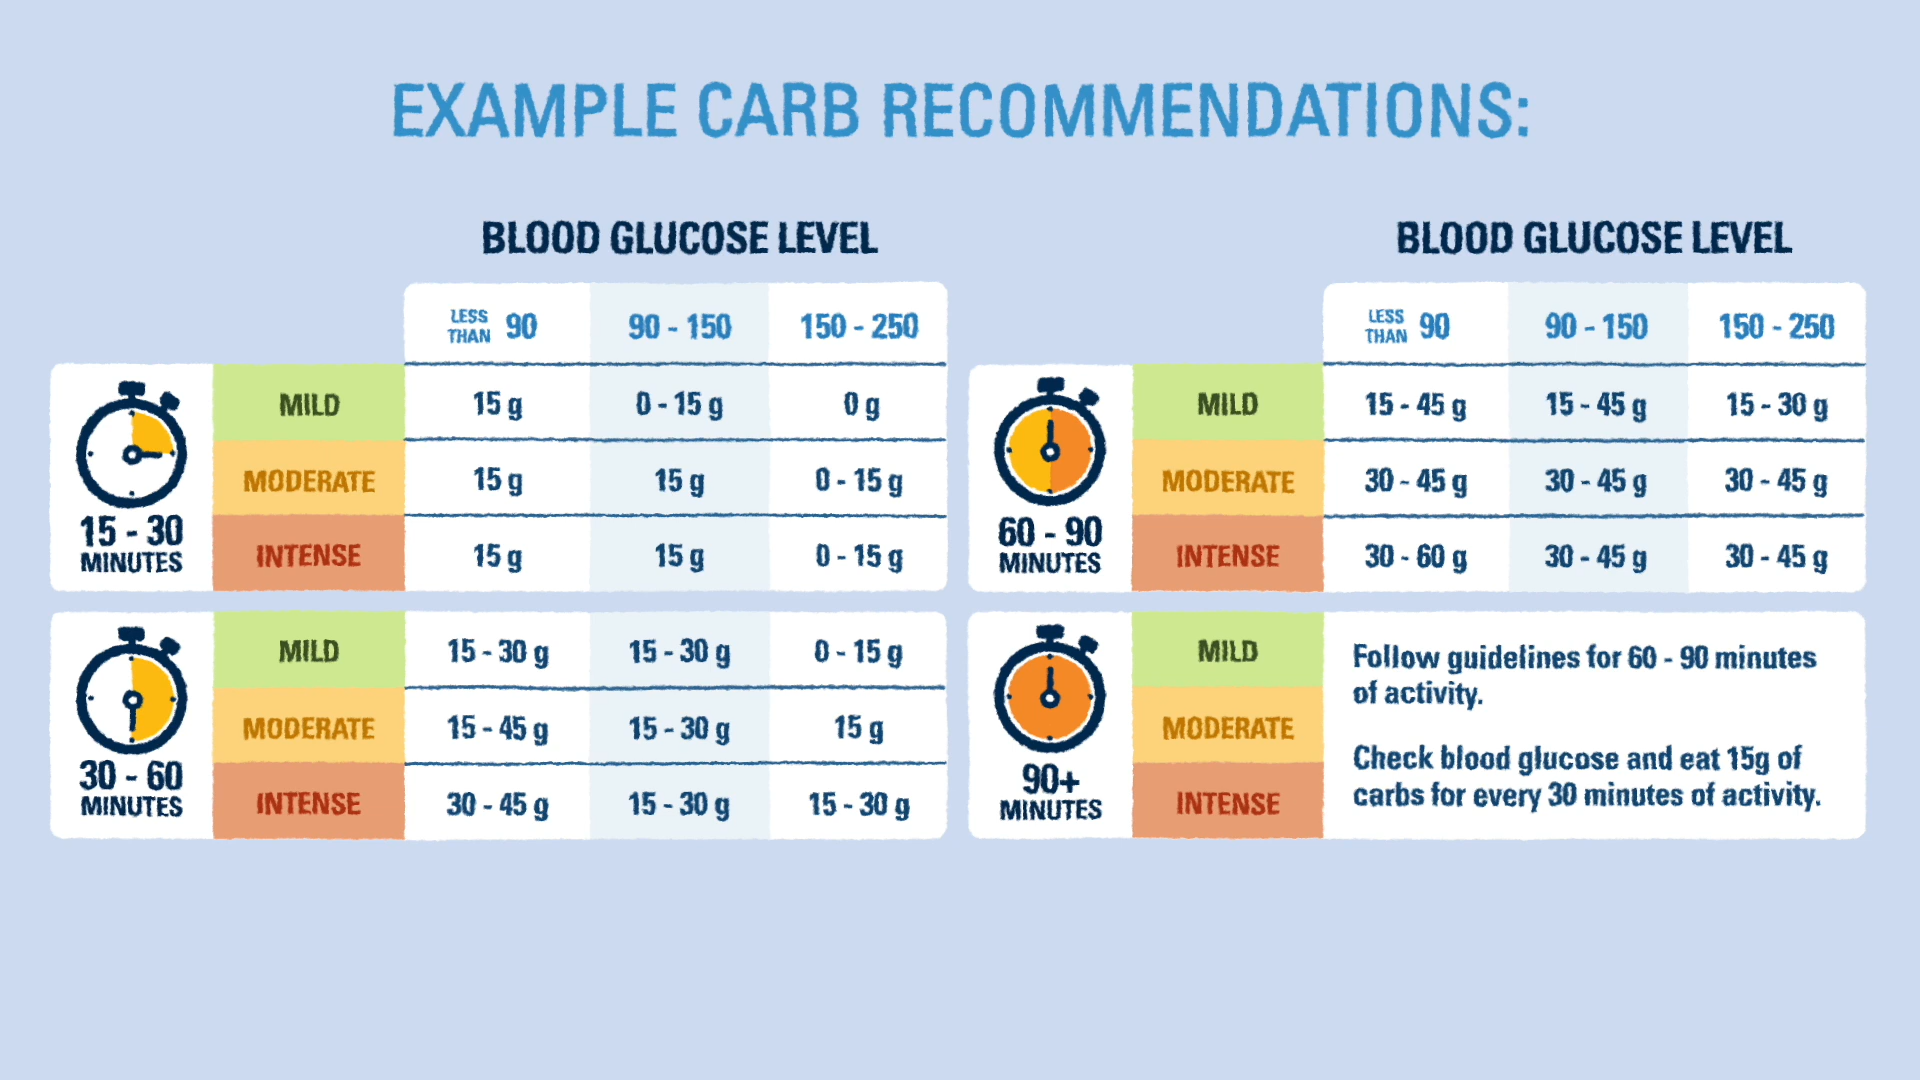 EXAMPLE CARB RECOMMENDATIONS:
BLOOD GLUCOSE LEVEL
LESS THAN 90 90 - 150 150 - 250
15 - 30 MINUTES
MILD 15 g 0 - 15 g 0 g
MODERATE 15 g 15 g 0 - 15 g
INTENSE 15 g 15 g 0 - 15 g
30 - 60 MINUTES
MILD 15 - 30 g 15 - 30 g 0 - 15 g
MODERATE 15 - 45 g 15 - 30 g 15 g
INTENSE 30 - 45 g 15 - 30 g 15 - 30 g
BLOOD GLUCOSE LEVEL
LESS THAN 90 90 - 150 150 - 250
60 - 90 MINUTES
MILD 15 - 45 g 15 - 45 g 15 - 30 g
MODERATE 30 - 45 g 30 - 45 g 30 - 45 g
INTENSE 30 - 60 g 30 - 45 g 30 - 45 g
90+ MINUTES
MILD
MODERATE
INTENSE
Follow guidelines for 60 - 90 minutes
of activity.
Check blood glucose and eat 15g of
carbs for every 30 minutes of activity.